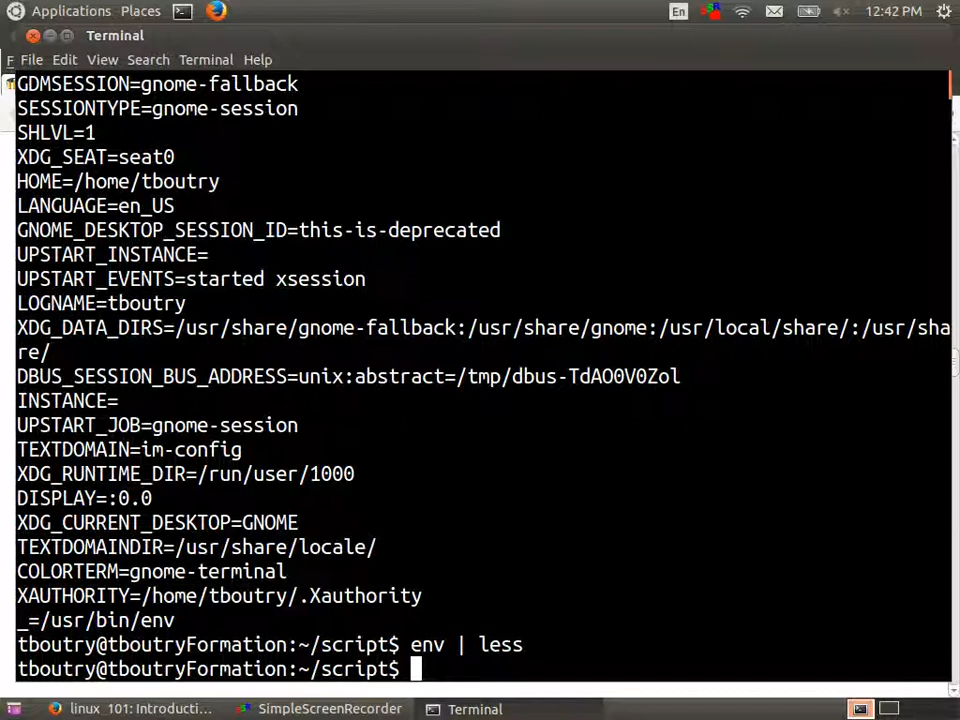 Applications Places En 12:42 PM
Terminal
F File Edit View Search Terminal Help
GDMSESSION=gnome-fallback
SESSIONTYPE=gnome-session
SHLVL=1
XDG_SEAT=seat0
HOME=/home/tboutry
LANGUAGE=en_US
GNOME_DESKTOP_SESSION_ID=this-is-deprecated
UPSTART_INSTANCE=
UPSTART_EVENTS=started xsession
LOGNAME=tboutry
XDG_DATA_DIRS=/usr/share/gnome-fallback:/usr/share/gnome:/usr/local/share/:/usr/sha
re/
DBUS_SESSION_BUS_ADDRESS=unix:abstract=/tmp/dbus-TdAO0V0Zol
INSTANCE=
UPSTART_JOB=gnome-session
TEXTDOMAIN=im-config
XDG_RUNTIME_DIR=/run/user/1000
DISPLAY=:0.0
XDG_CURRENT_DESKTOP=GNOME
TEXTDOMAINDIR=/usr/share/locale/
COLORTERM=gnome-terminal
XAUTHORITY=/home/tboutry/.Xauthority
_=/usr/bin/env
tboutry@tboutryFormation:~/script$ env | less
tboutry@tboutryFormation:~/script$
linux_101: Introducti... SimpleScreenRecorder Terminal